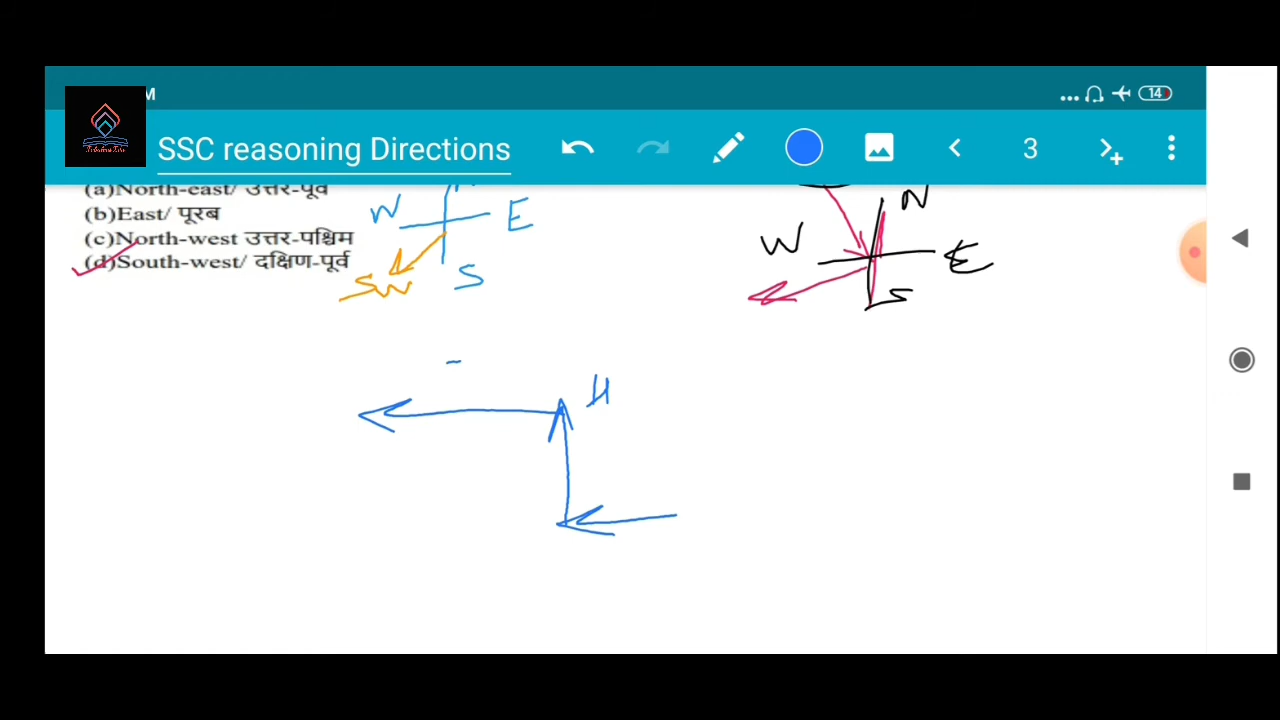 M
14
SSC reasoning Directions
3
(a)North-east/ उत्तर-पूर्व
(b)East/ पूरब
(c)North-west उत्तर-पश्चिम
(d)South-west/ दक्षिण-पूर्व
W E
SW S
N
W E
S